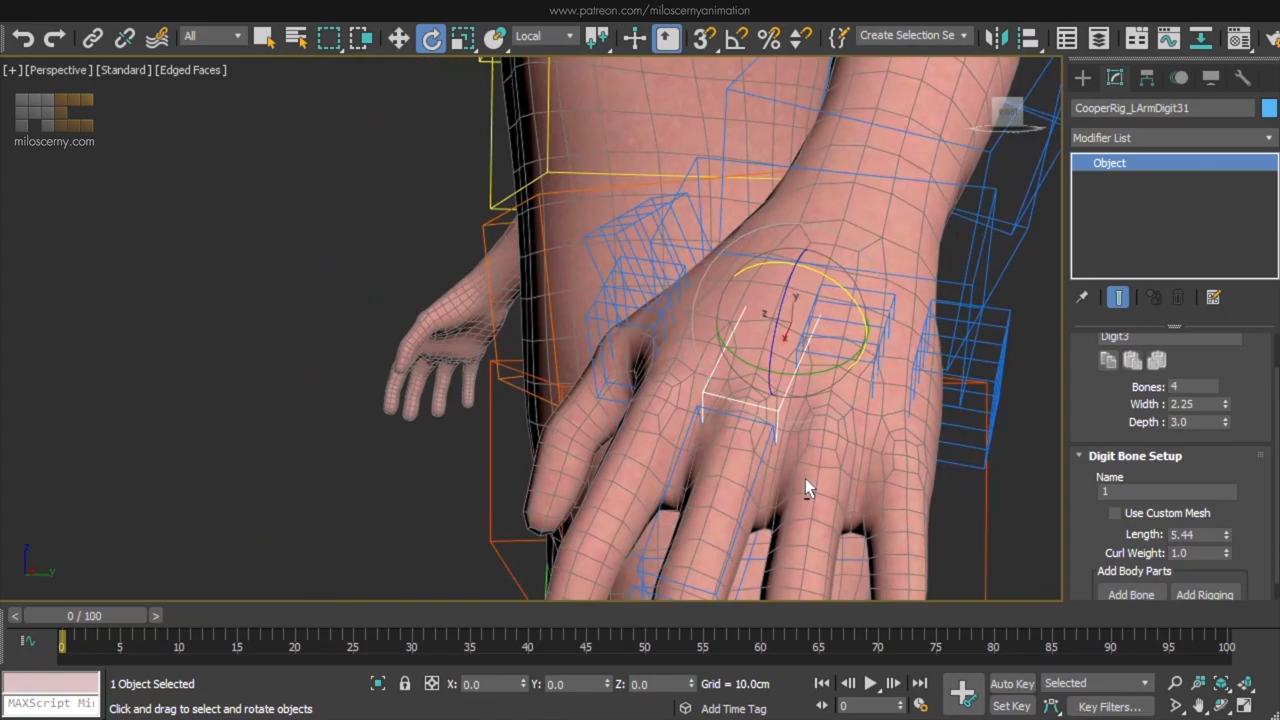 www.patreon.com/miloscernyanimation
All
Local
Create Selection Se
[+] [Perspective] [Standard] [Edged Faces]
miloscerny.com
CooperRig_LArmDigit31
Modifier List
Object
Digit3
Bones: 4
Width: 2.25
Depth: 3.0
Digit Bone Setup
Name
1
Use Custom Mesh
Length: 5.44
Curl Weight: 1.0
Add Body Parts
Add Bone
Add Rigging
z
y
x
z
y
< 0 / 100 >
0 5 10 15 20 25 30 35 40 45 50 55 60 65 70 75 80 85 90 95 100
1 Object Selected
X: 0.0 Y: 0.0 Z: 0.0 Grid = 10.0cm
Auto Key
Selected
MAXScript Mi
Click and drag to select and rotate objects
Add Time Tag
0
Set Key
Key Filters...